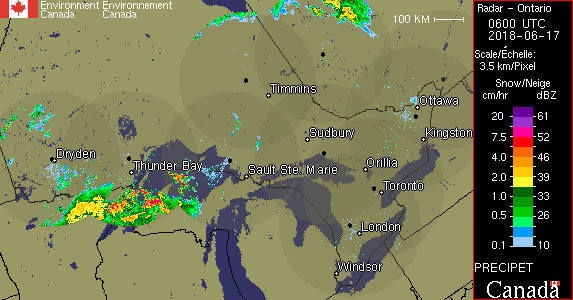 Environment Environnement
Canada Canada
100 KM
Timmins
Ottawa
Sudbury
Kingston
Dryden
Thunder Bay
Sault Ste. Marie
Orillia
Toronto
London
Windsor
Radar - Ontario
0600 UTC
2018-06-17
Scale/Échelle:
3.5 km/Pixel
Snow/Neige
cm/hr dBZ
20 61
7.5 57
5.5 52
4.0 46
2.0 39
1.0 33
0.5 26
0.1 10
PRECIPET
Canada